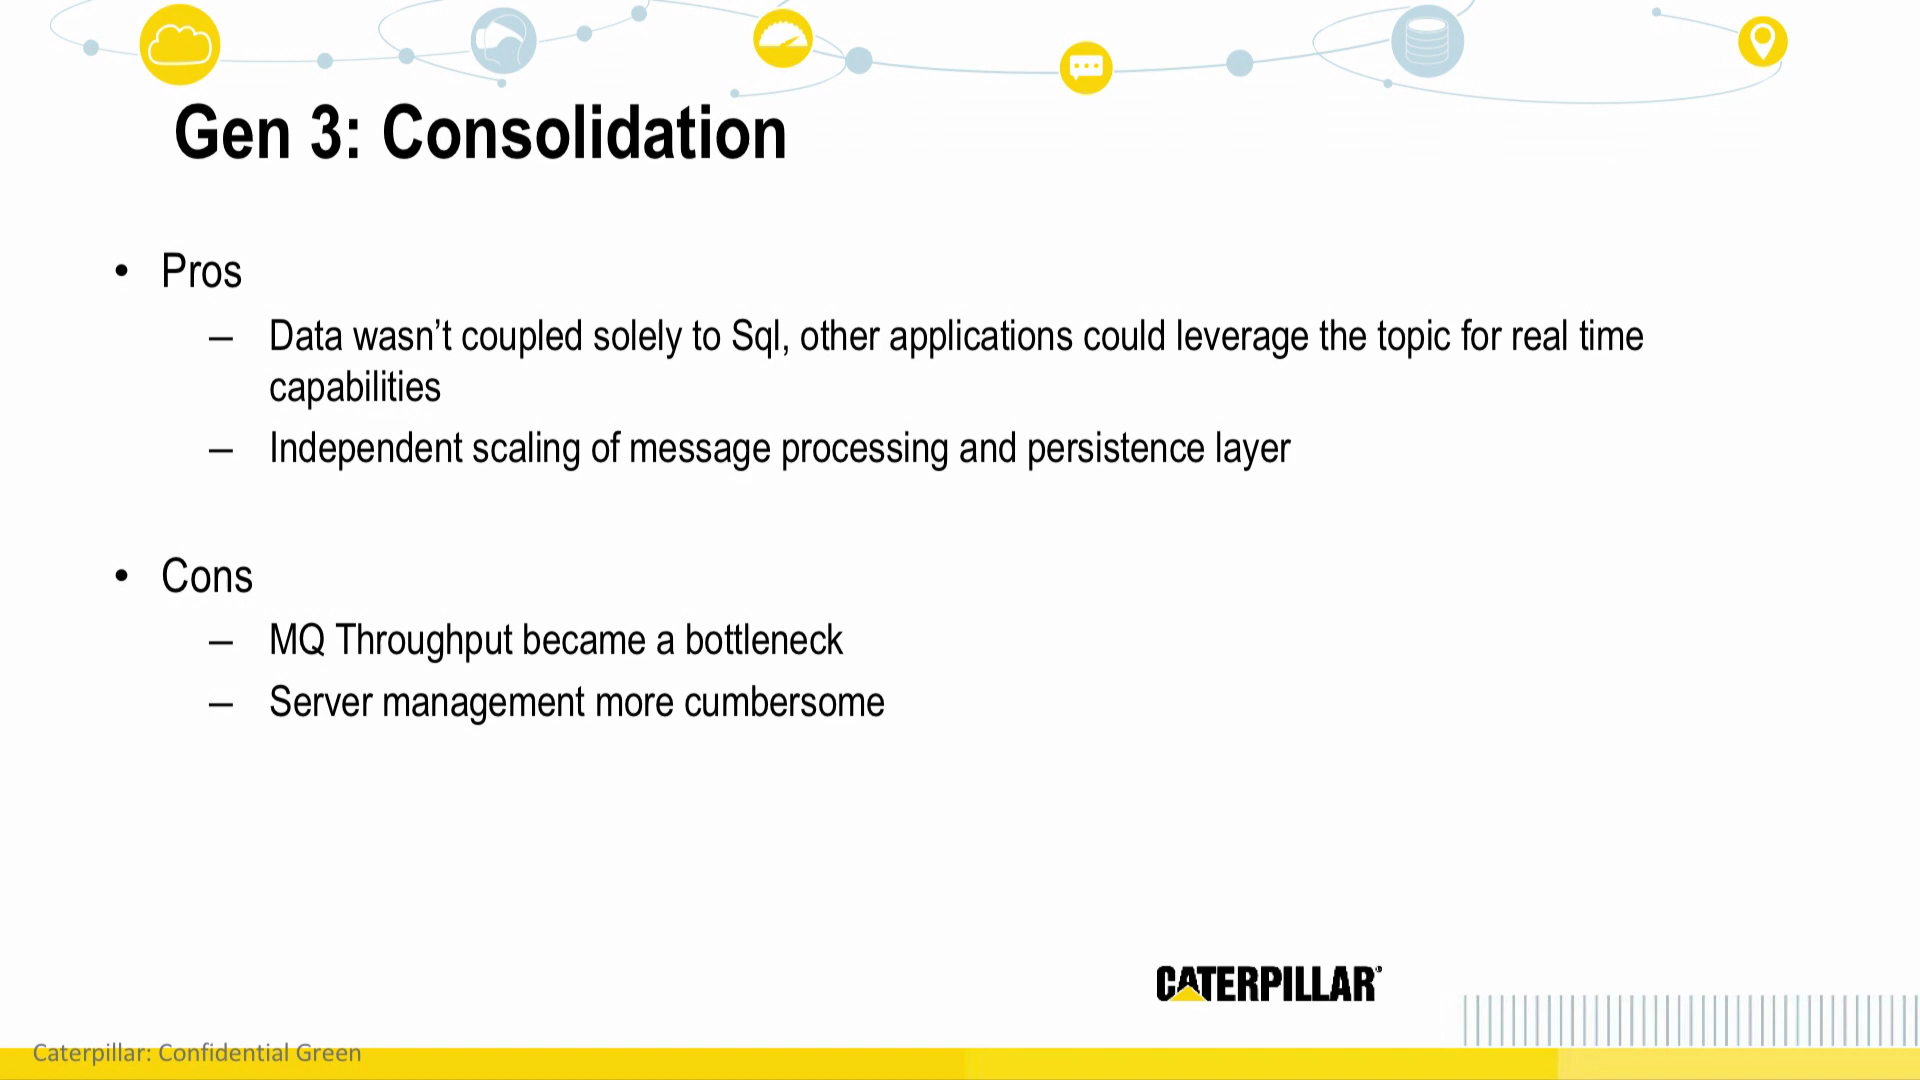 Gen 3: Consolidation
• Pros
– Data wasn’t coupled solely to Sql, other applications could leverage the topic for real time
capabilities
– Independent scaling of message processing and persistence layer
• Cons
– MQ Throughput became a bottleneck
– Server management more cumbersome
CATERPILLAR®
Caterpillar: Confidential Green